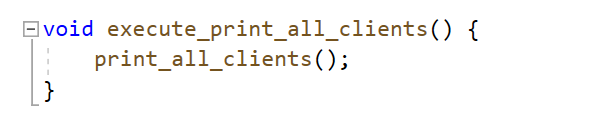 void execute_print_all_clients() {
    print_all_clients();
}